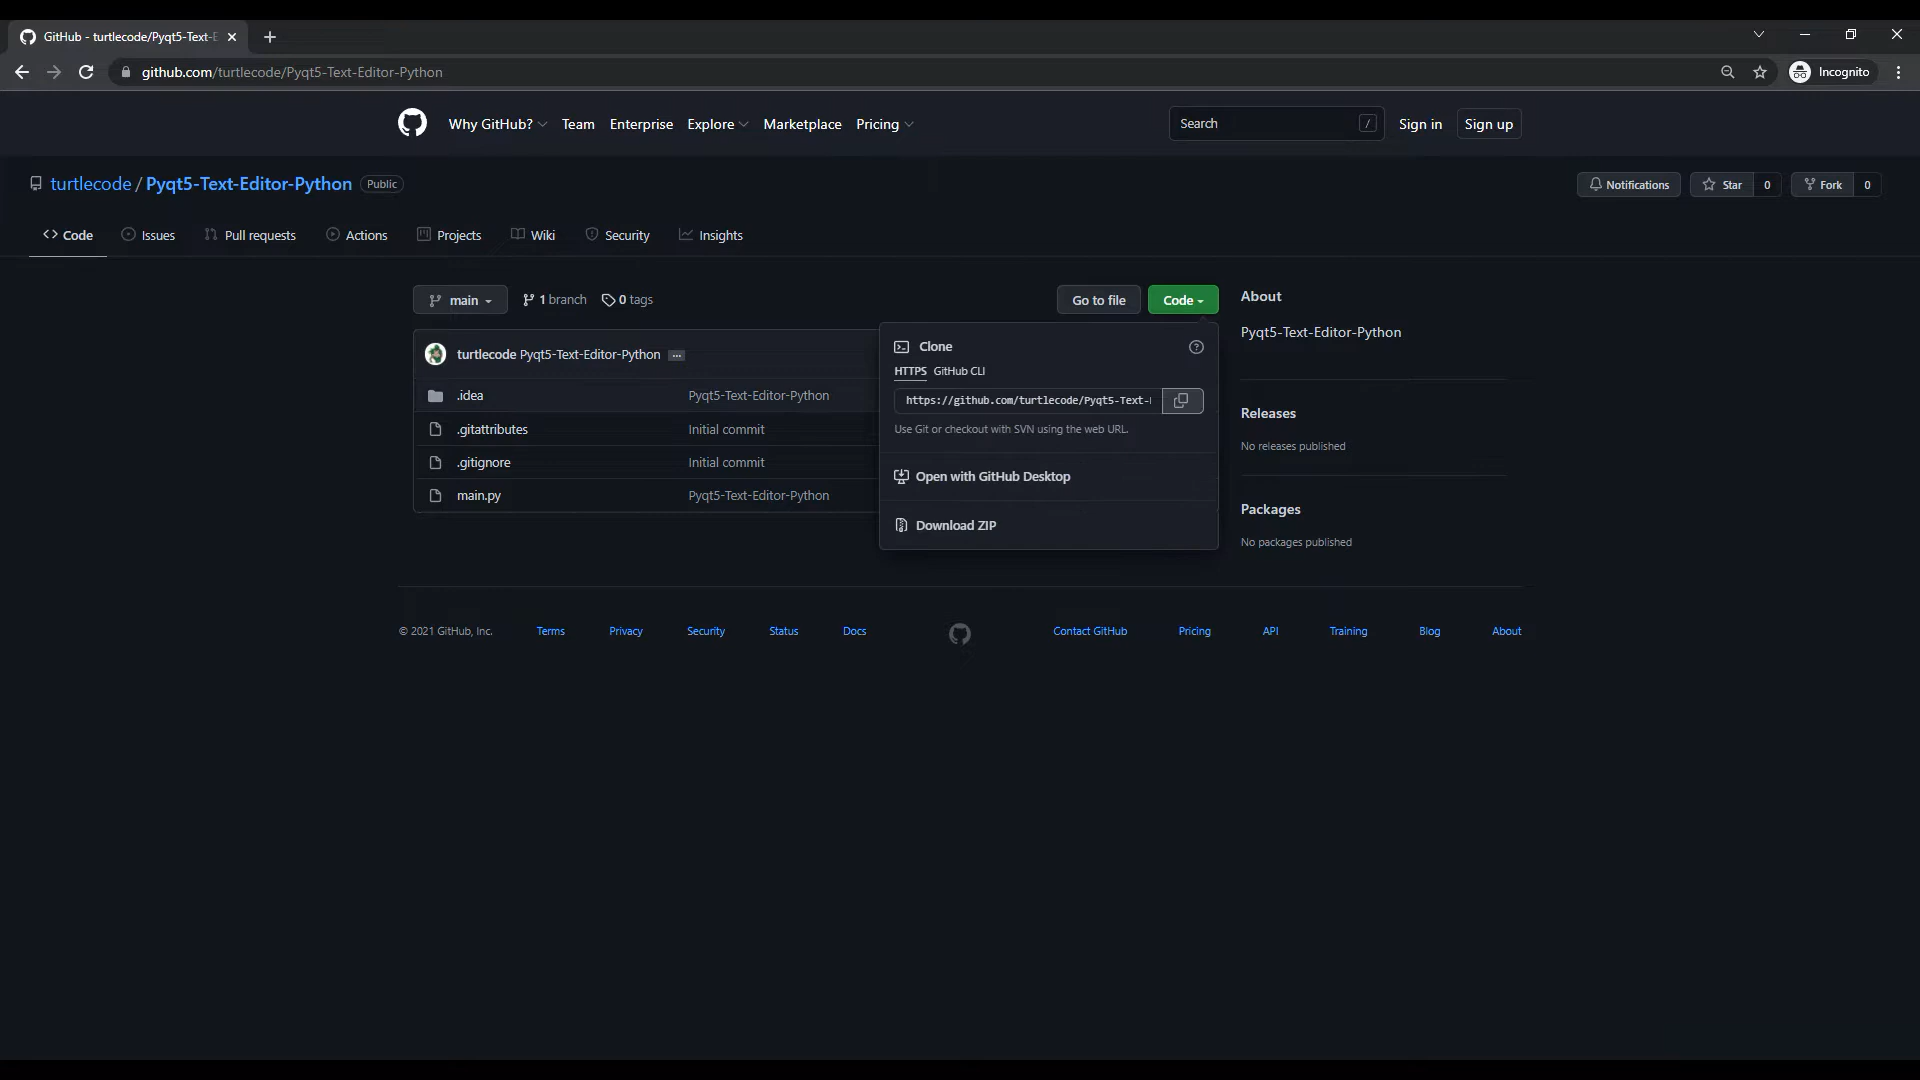 GitHub - turtlecode/Pyqt5-Text-E
github.com/turtlecode/Pyqt5-Text-Editor-Python
Incognito
Why GitHub? Team Enterprise Explore Marketplace Pricing
Search /
Sign in Sign up
turtlecode / Pyqt5-Text-Editor-Python Public
Notifications Star 0 Fork 0
Code Issues Pull requests Actions Projects Wiki Security Insights
main 1 branch 0 tags
Go to file Code
turtlecode Pyqt5-Text-Editor-Python ...
.idea Pyqt5-Text-Editor-Python
.gitattributes Initial commit
.gitignore Initial commit
main.py Pyqt5-Text-Editor-Python
Clone
HTTPS GitHub CLI
https://github.com/turtlecode/Pyqt5-Text-
Use Git or checkout with SVN using the web URL.
Open with GitHub Desktop
Download ZIP
About
Pyqt5-Text-Editor-Python
Releases
No releases published
Packages
No packages published
© 2021 GitHub, Inc. Terms Privacy Security Status Docs Contact GitHub Pricing API Training Blog About